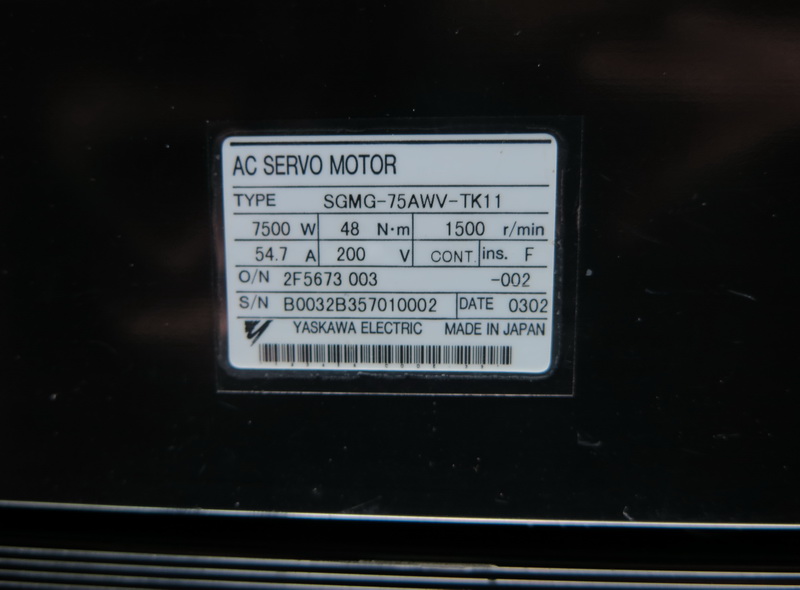 AC SERVO MOTOR
TYPE SGMG-75AWV-TK11
7500 W 48 N·m 1500 r/min
54.7 A 200 V CONT. ins. F
O/N 2F5673 003 -002
S/N B0032B357010002 DATE 0302
YASKAWA ELECTRIC MADE IN JAPAN